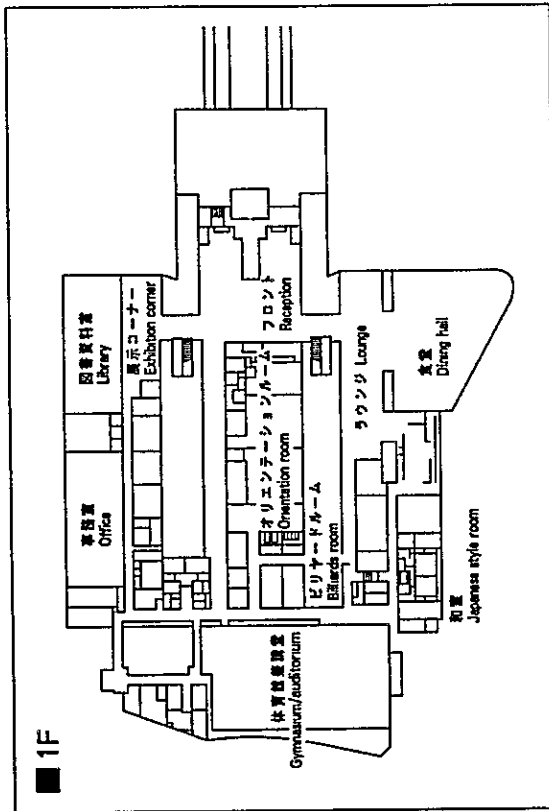 ■1F
図書資料室
Library
展示コーナー
Exhibition corner
事務室
Office
フロント
Reception
オリエンテーションルーム
Orientation room
ビリヤードルーム
Billiards room
ラウンジ Lounge
食堂
Dining hall
和室
Japanese style room
体育館兼講堂
Gymnasium/auditorium